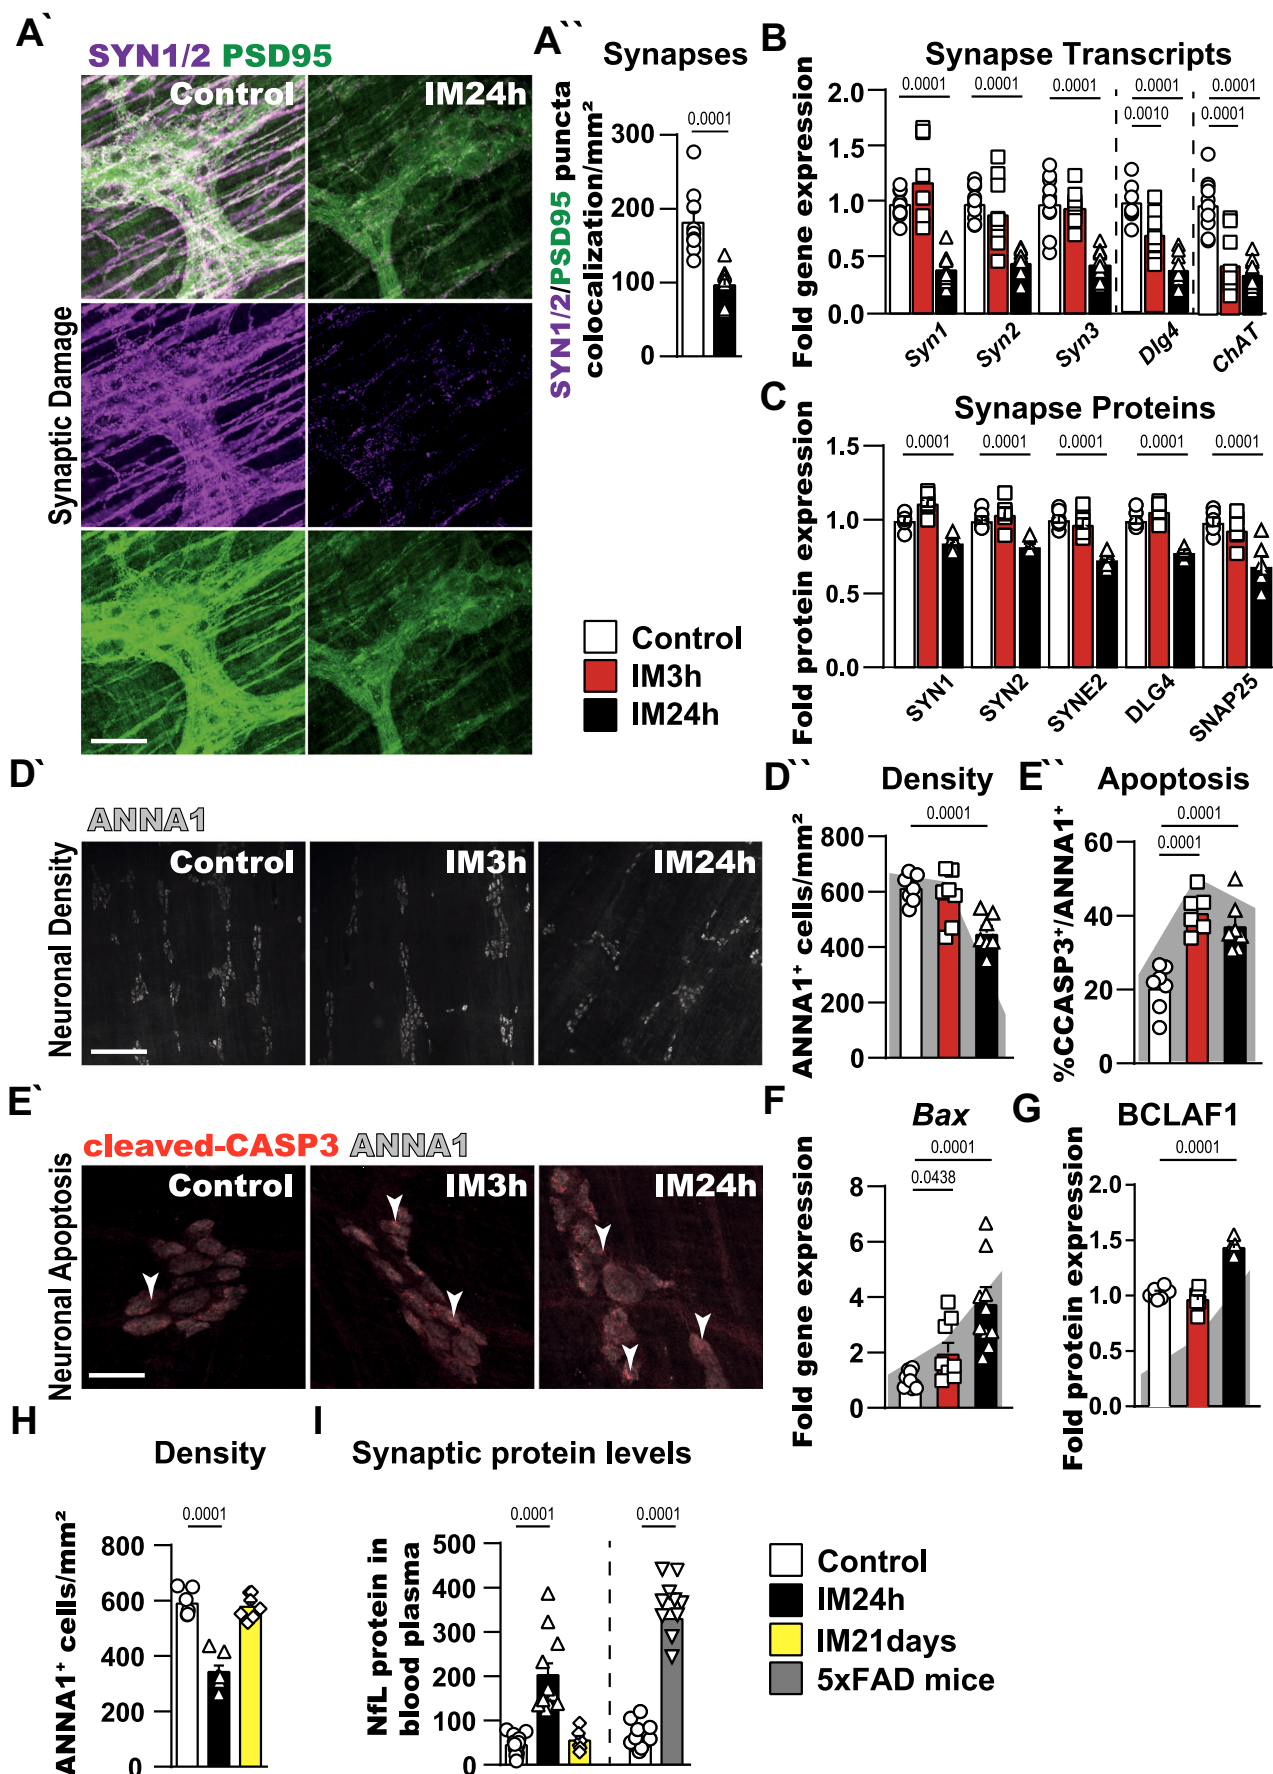 A`
SYN1/2 PSD95
Control
IM24h
Synaptic Damage
A``
Synapses
SYN1/2/PSD95 puncta
colocalization/mm²
300
200
100
0
0.0001
B
Synapse Transcripts
Fold gene expression
2.0
1.5
1.0
0.5
0.0
0.0001
0.0001
0.0001
0.0001
0.0001
0.0010
0.0001
Syn1
Syn2
Syn3
Dlg4
ChAT
C
Synapse Proteins
Fold protein expression
1.5
1.0
0.5
0.0
0.0001
0.0001
0.0001
0.0001
0.0001
SYN1
SYN2
SYNE2
DLG4
SNAP25
Control
IM3h
IM24h
D`
ANNA1
Neuronal Density
Control
IM3h
IM24h
D``
Density
ANNA1⁺ cells/mm²
800
600
400
200
0
0.0001
E``
Apoptosis
%CCASP3⁺/ANNA1⁺
60
40
20
0
0.0001
0.0001
E`
cleaved-CASP3 ANNA1
Neuronal Apoptosis
Control
IM3h
IM24h
F
Bax
Fold gene expression
8
6
4
2
0
0.0001
0.0438
G
BCLAF1
Fold protein expression
2.0
1.5
1.0
0.5
0.0
0.0001
H
Density
ANNA1⁺ cells/mm²
800
600
400
200
0
0.0001
I
Synaptic protein levels
NfL protein in
blood plasma
500
400
300
200
100
0
0.0001
0.0001
Control
IM24h
IM21days
5xFAD mice